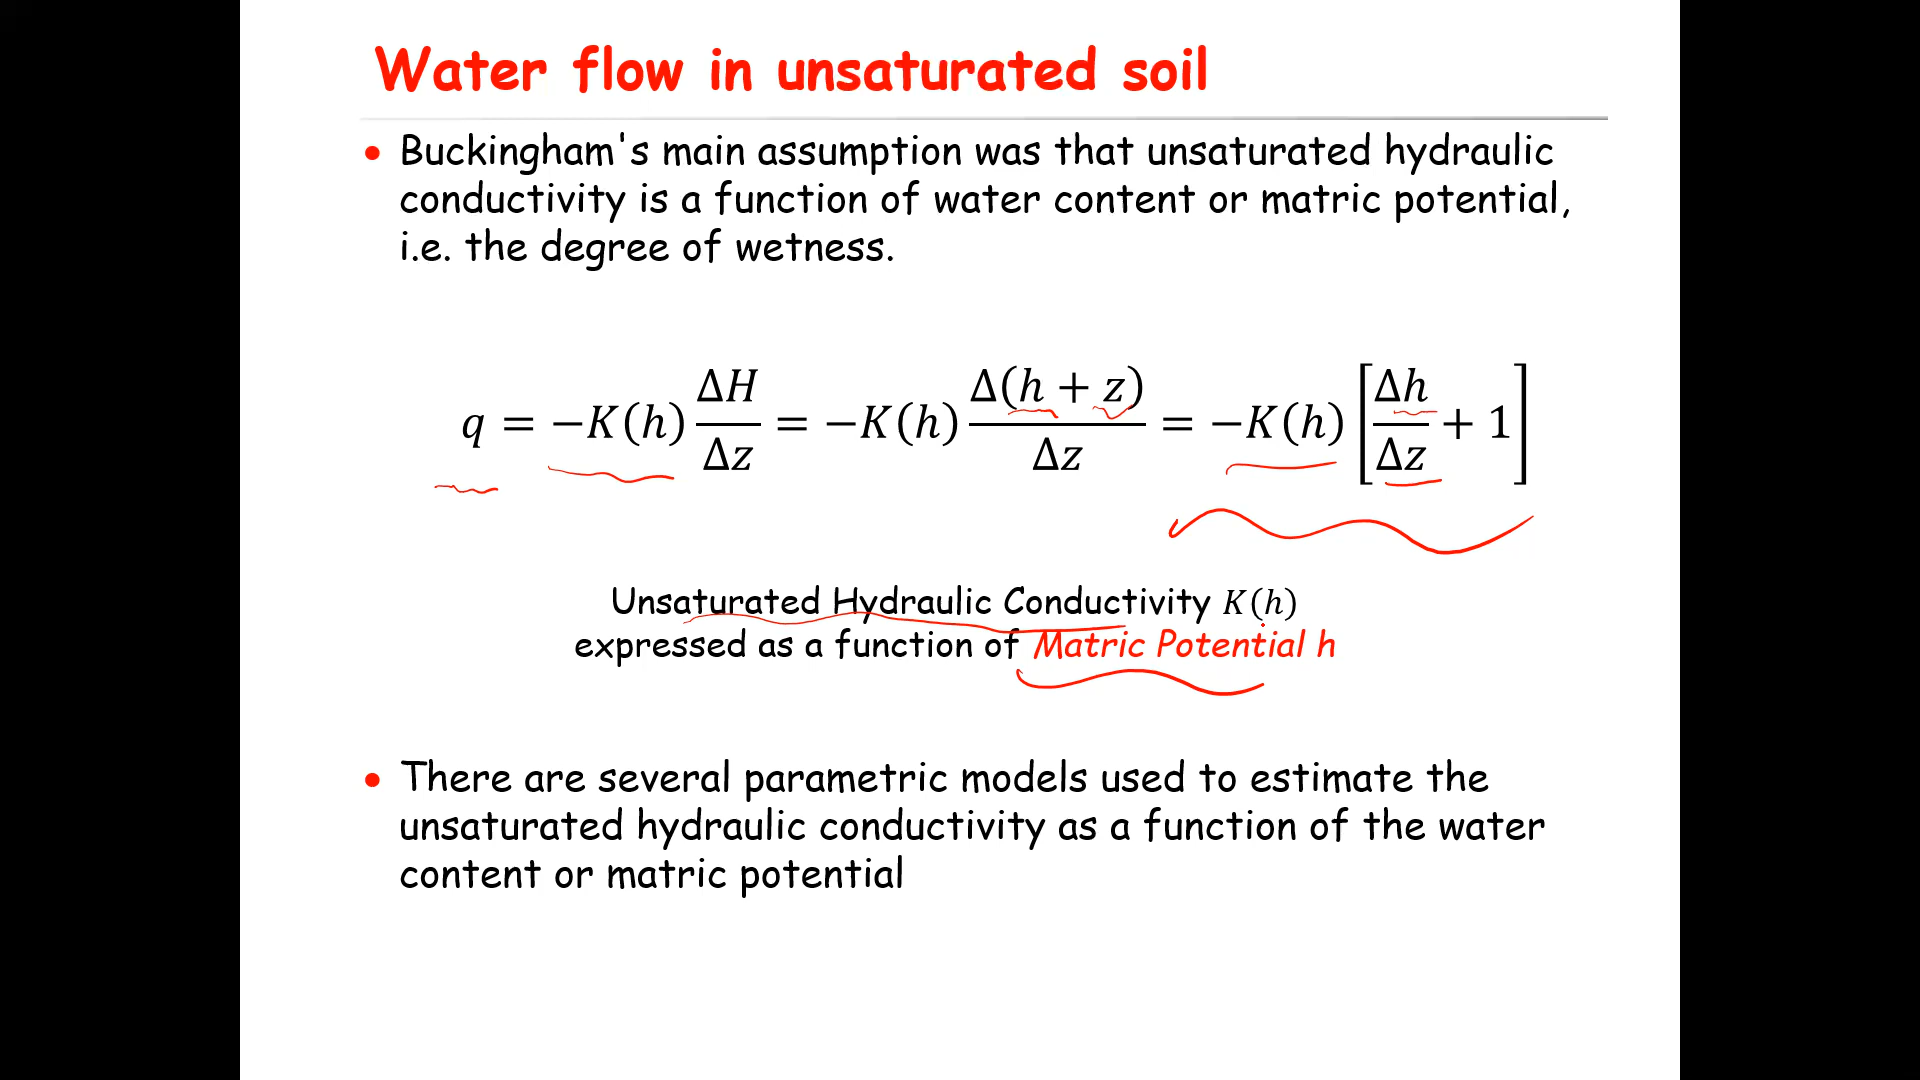 Water flow in unsaturated soil
• Buckingham's main assumption was that unsaturated hydraulic
conductivity is a function of water content or matric potential,
i.e. the degree of wetness.
q = −K(h) ΔH/Δz = −K(h) Δ(h + z)/Δz = −K(h) [Δh/Δz + 1]
Unsaturated Hydraulic Conductivity K(h)
expressed as a function of Matric Potential h
• There are several parametric models used to estimate the
unsaturated hydraulic conductivity as a function of the water
content or matric potential